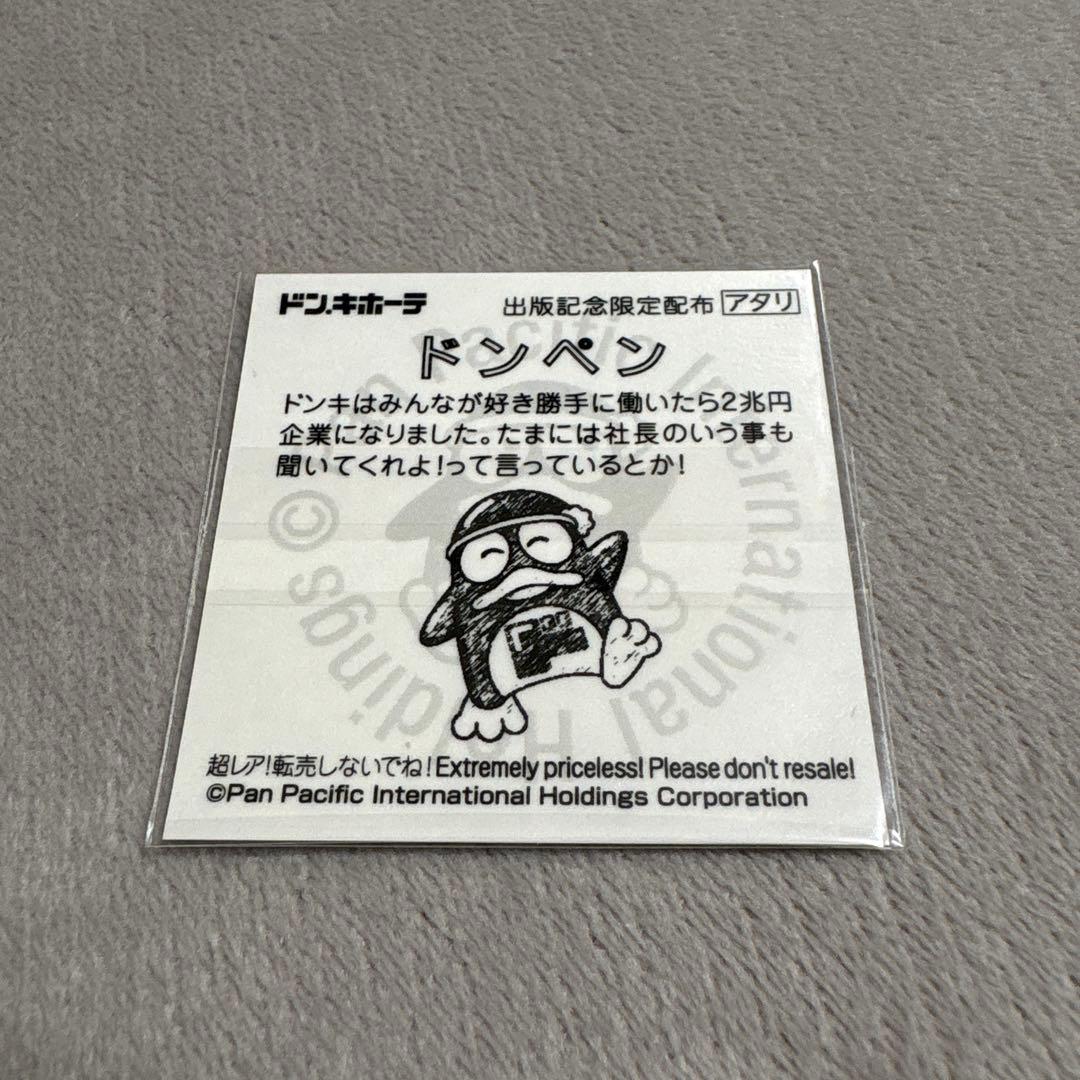 ドン.キホーテ 出版記念限定配布 アタリ
ドンペン
ドンキはみんなが好き勝手に働いたら2兆円
企業になりました。たまには社長のいう事も
聞いてくれよ!って言っているとか!
© Pan Pacific International Holdings
超レア!転売しないでね! Extremely priceless! Please don't resale!
©Pan Pacific International Holdings Corporation